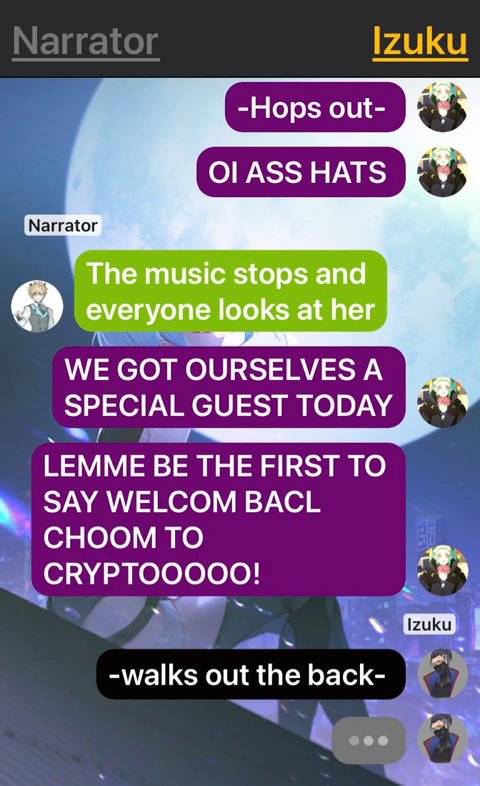 Narrator
Izuku
-Hops out-
OI ASS HATS
Narrator
The music stops and
everyone looks at her
WE GOT OURSELVES A
SPECIAL GUEST TODAY
LEMME BE THE FIRST TO
SAY WELCOM BACL
CHOOM TO
CRYPTOOOOO!
Izuku
-walks out the back-